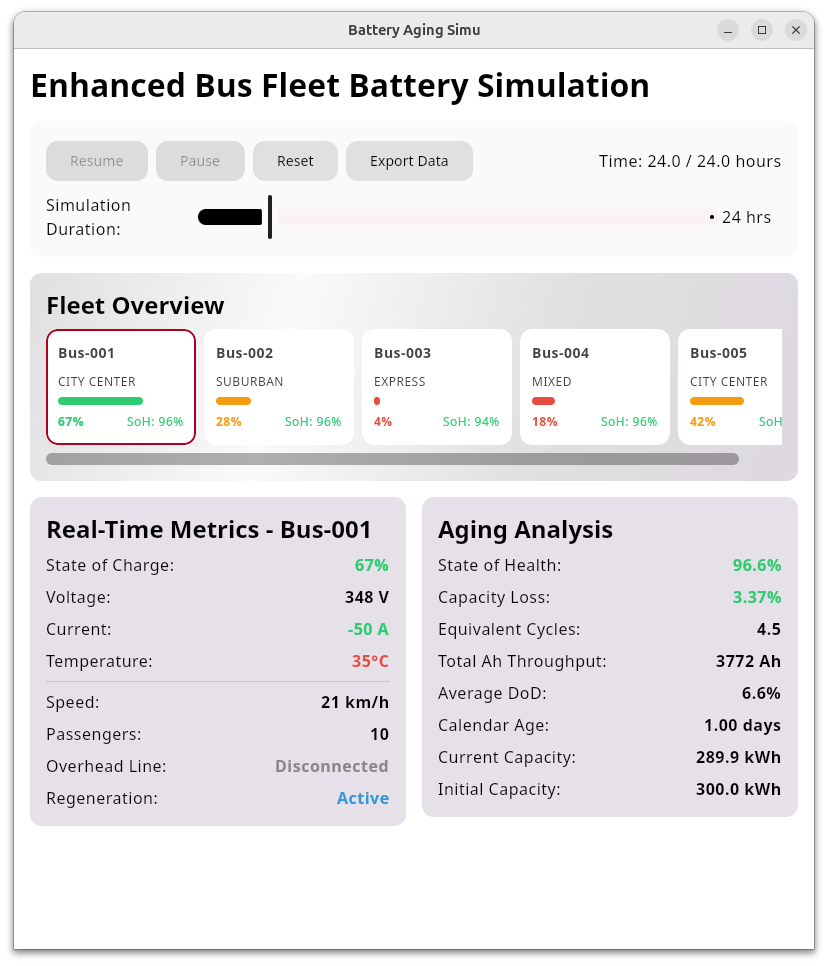 Battery Aging Simu
Enhanced Bus Fleet Battery Simulation
Resume Pause Reset Export Data Time: 24.0 / 24.0 hours
Simulation
Duration:
24 hrs
Fleet Overview
Bus-001 Bus-002 Bus-003 Bus-004 Bus-005
CITY CENTER SUBURBAN EXPRESS MIXED CITY CENTER
67% SoH: 96% 28% SoH: 96% 4% SoH: 94% 18% SoH: 96% 42% SoH
Real-Time Metrics - Bus-001
State of Charge: 67%
Voltage: 348 V
Current: -50 A
Temperature: 35°C
Speed: 21 km/h
Passengers: 10
Overhead Line: Disconnected
Regeneration: Active
Aging Analysis
State of Health: 96.6%
Capacity Loss: 3.37%
Equivalent Cycles: 4.5
Total Ah Throughput: 3772 Ah
Average DoD: 6.6%
Calendar Age: 1.00 days
Current Capacity: 289.9 kWh
Initial Capacity: 300.0 kWh